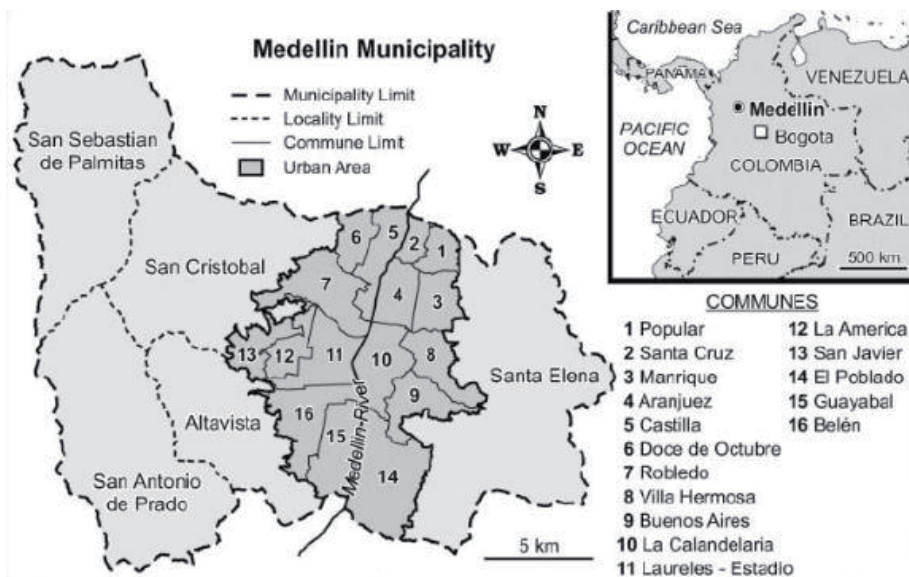 Medellin Municipality
Municipality Limit
Locality Limit
Commune Limit
Urban Area
N
W E
S
San Sebastian
de Palmitas
San Cristobal
Altavista
San Antonio
de Prado
Santa Elena
Medellin-River
6
5
2
1
7
4
3
13
12
11
10
8
9
16
15
14
5 km
Caribbean Sea
PANAMA
VENEZUELA
Medellin
PACIFIC
OCEAN
Bogota
COLOMBIA
ECUADOR
BRAZIL
PERU
500 km
COMMUNES
1 Popular
2 Santa Cruz
3 Manrique
4 Aranjuez
5 Castilla
6 Doce de Octubre
7 Robledo
8 Villa Hermosa
9 Buenos Aires
10 La Calandelaria
11 Laureles - Estadio
12 La America
13 San Javier
14 El Poblado
15 Guayabal
16 Belén